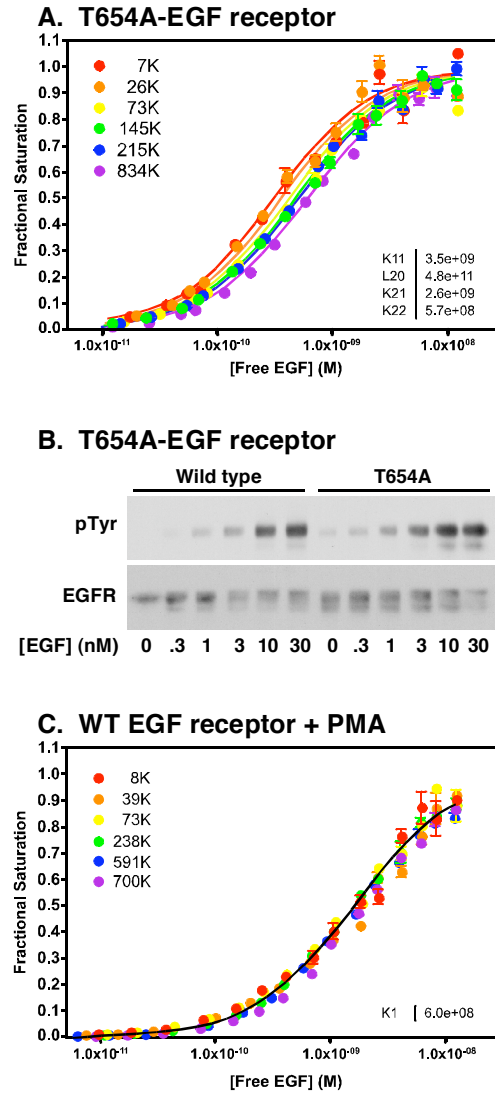 A. T654A-EGF receptor
1.1
1.0
0.9
0.8
0.7
0.6
0.5
0.4
0.3
0.2
0.1
0.0
Fractional Saturation
7K
26K
73K
145K
215K
834K
K11 3.5e+09
L20 4.8e+11
K21 2.6e+09
K22 5.7e+08
1.0x10-11 1.0x10-10 1.0x10-09 1.0x10-08
[Free EGF] (M)
B. T654A-EGF receptor
Wild type T654A
pTyr
EGFR
[EGF] (nM) 0 .3 1 3 10 30 0 .3 1 3 10 30
C. WT EGF receptor + PMA
1.1
1.0
0.9
0.8
0.7
0.6
0.5
0.4
0.3
0.2
0.1
0.0
Fractional Saturation
8K
39K
73K
238K
591K
700K
K1 6.0e+08
1.0x10-11 1.0x10-10 1.0x10-09 1.0x10-08
[Free EGF] (M)